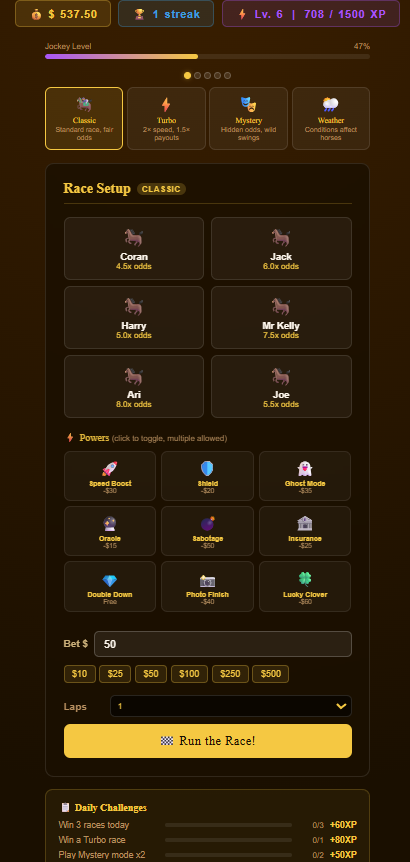 $ 537.50
1 streak
Lv. 6 | 708 / 1500 XP
Jockey Level 47%
Classic
Standard race, fair
odds
Turbo
2× speed, 1.5×
payouts
Mystery
Hidden odds, wild
swings
Weather
Conditions affect
horses
Race Setup CLASSIC
Coran
4.5x odds
Jack
6.0x odds
Harry
5.0x odds
Mr Kelly
7.5x odds
Ari
8.0x odds
Joe
5.5x odds
Powers (click to toggle, multiple allowed)
Speed Boost
-$30
Shield
-$20
Ghost Mode
-$35
Oracle
-$15
Sabotage
-$50
Insurance
-$25
Double Down
Free
Photo Finish
-$40
Lucky Clover
-$60
Bet $ 50
$10 $25 $50 $100 $250 $500
Laps 1
Run the Race!
Daily Challenges
Win 3 races today 0/3 +60XP
Win a Turbo race 0/1 +80XP
Play Mystery mode x2 0/2 +50XP